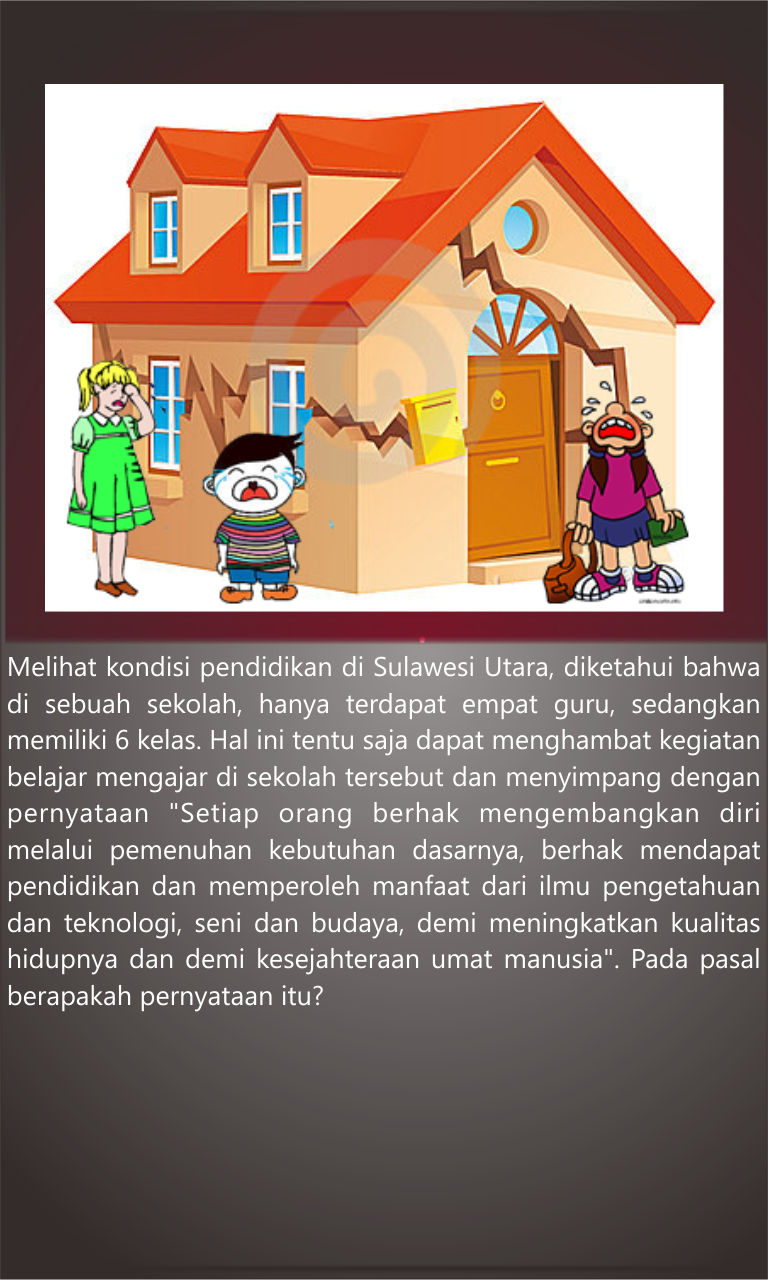 Melihat kondisi pendidikan di Sulawesi Utara, diketahui bahwa
di sebuah sekolah, hanya terdapat empat guru, sedangkan
memiliki 6 kelas. Hal ini tentu saja dapat menghambat kegiatan
belajar mengajar di sekolah tersebut dan menyimpang dengan
pernyataan "Setiap orang berhak mengembangkan diri
melalui pemenuhan kebutuhan dasarnya, berhak mendapat
pendidikan dan memperoleh manfaat dari ilmu pengetahuan
dan teknologi, seni dan budaya, demi meningkatkan kualitas
hidupnya dan demi kesejahteraan umat manusia". Pada pasal
berapakah pernyataan itu?